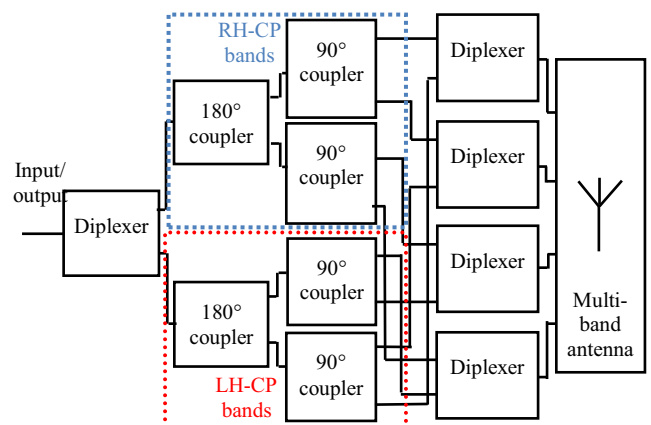 RH-CP
bands
90°
coupler
Diplexer
180°
coupler
90°
coupler
Diplexer
Input/
output
Diplexer
90°
coupler
Diplexer
180°
coupler
Multi-
band
antenna
90°
coupler
Diplexer
LH-CP
bands